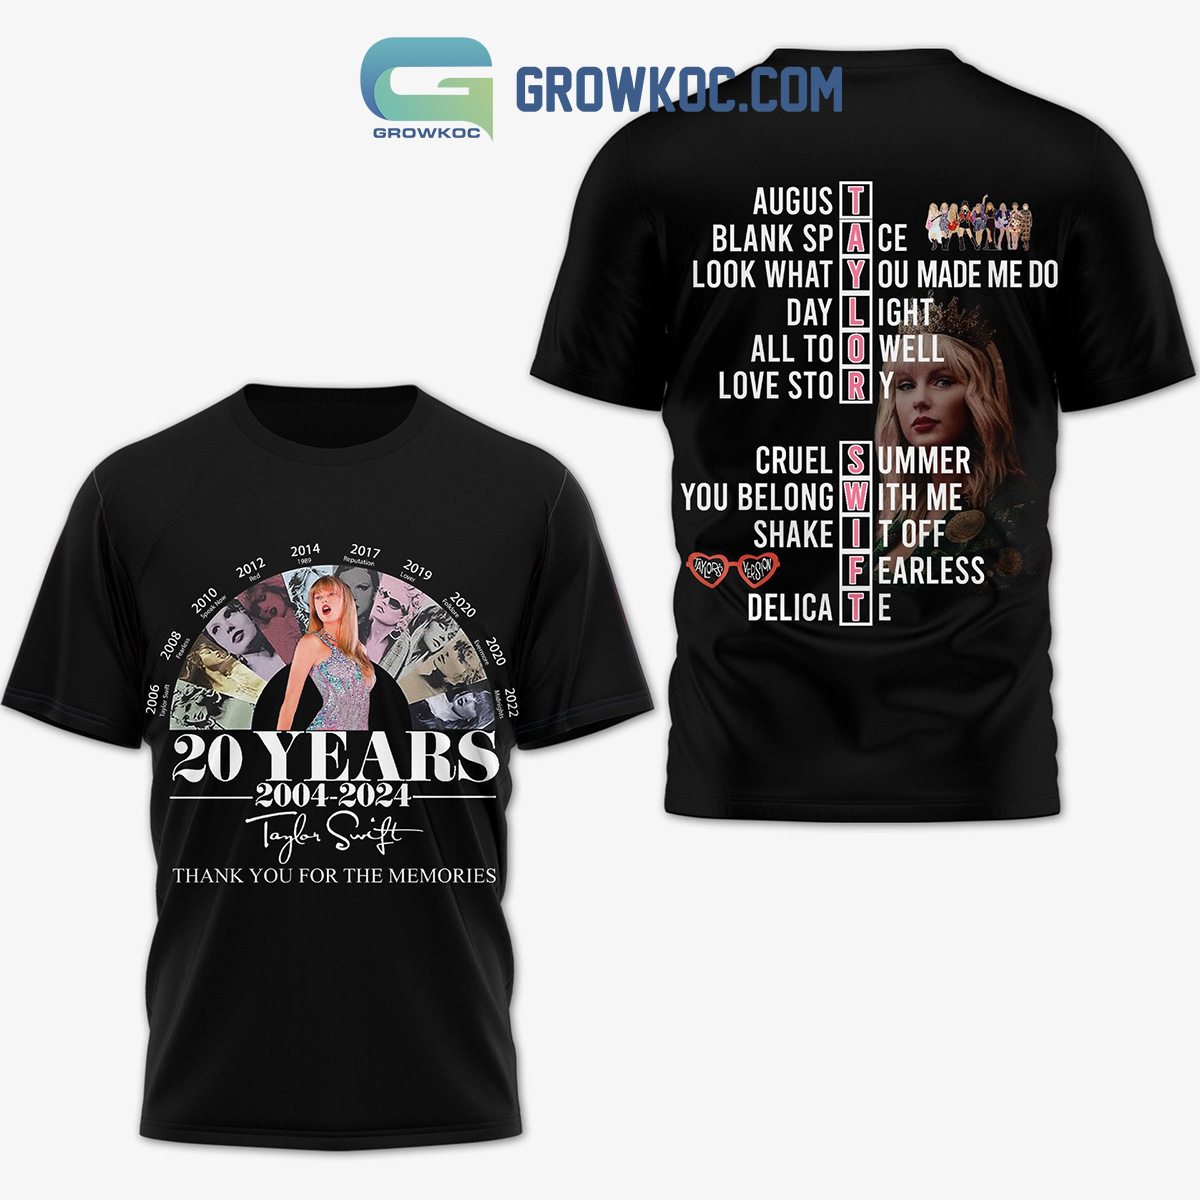 GROWKOC
GROWKOC.COM
AUGUST
BLANK SPACE
LOOK WHAT YOU MADE ME DO
DAYLIGHT
ALL TOO WELL
LOVE STORY
CRUEL SUMMER
YOU BELONG WITH ME
SHAKE IT OFF
TAYLOR'S VERSION
FEARLESS
DELICATE
2006
Taylor Swift
2008
Fearless
2010
Speak Now
2012
Red
2014
1989
2017
Reputation
2019
Lover
2020
Folklore
2020
Evermore
2022
Midnights
20 YEARS
2004-2024
Taylor Swift
THANK YOU FOR THE MEMORIES